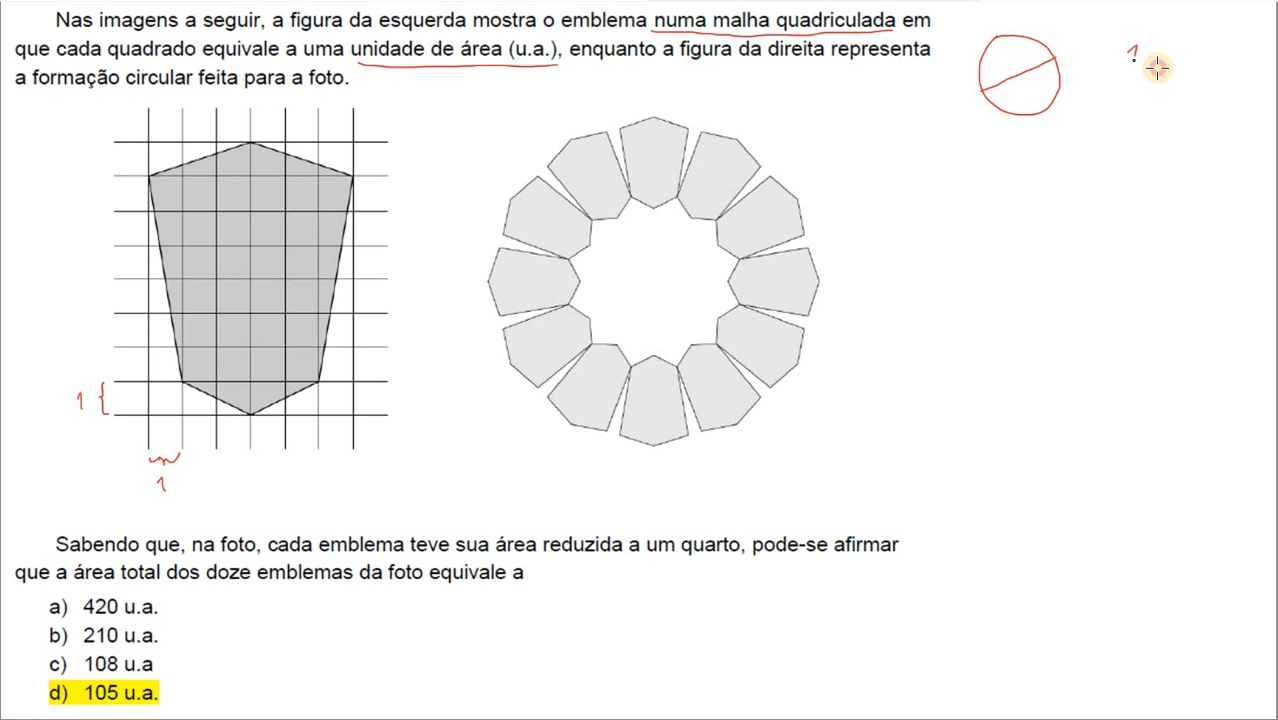 Nas imagens a seguir, a figura da esquerda mostra o emblema numa malha quadriculada em
que cada quadrado equivale a uma unidade de área (u.a.), enquanto a figura da direita representa
a formação circular feita para a foto.
1
1
Sabendo que, na foto, cada emblema teve sua área reduzida a um quarto, pode-se afirmar
que a área total dos doze emblemas da foto equivale a
a) 420 u.a.
b) 210 u.a.
c) 108 u.a
d) 105 u.a.